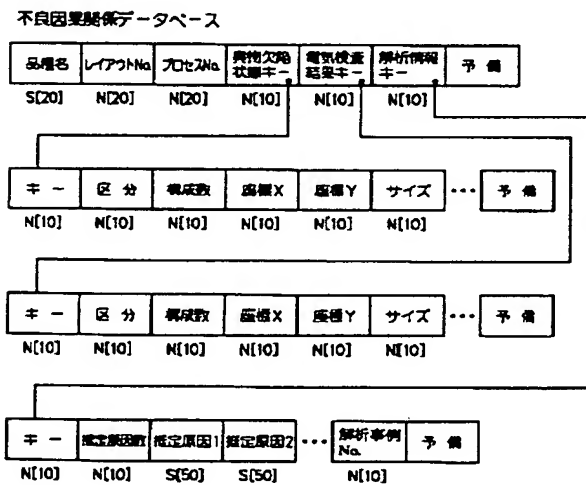 不良因果関係データベース
品種名 レイアウトNo. プロセスNo. 異物欠陥状態キー 電気検査結果キー 解析情報キー 予備
S[20] N[20] N[20] N[10] N[10] N[10]
キー 区分 構成数 座標X 座標Y サイズ ••• 予備
N[10] N[10] N[10] N[10] N[10] N[10]
キー 区分 構成数 座標X 座標Y サイズ ••• 予備
N[10] N[10] N[10] N[10] N[10] N[10]
キー 推定原因数 推定原因1 推定原因2 ••• 解析事例No. 予備
N[10] N[10] S[50] S[50] N[10]